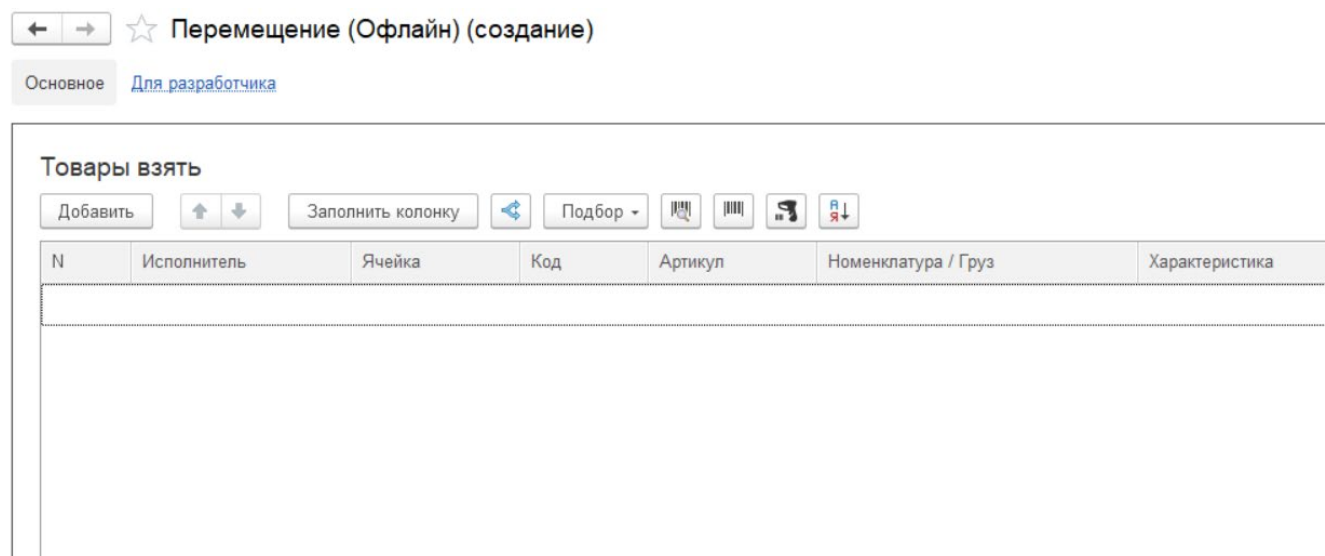 Перемещение (Офлайн) (создание)
Основное Для разработчика
Товары взять
Добавить Заполнить колонку Подбор
N Исполнитель Ячейка Код Артикул Номенклатура / Груз Характеристика